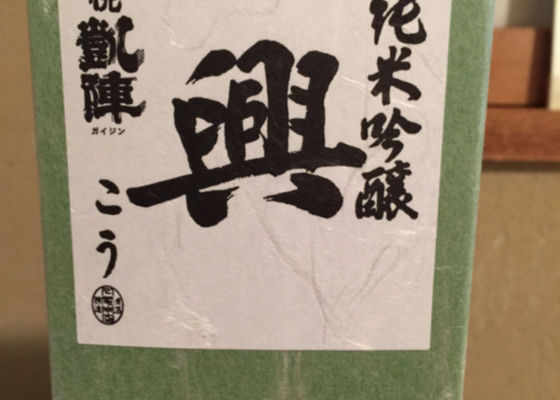 純米吟醸
興
悦凱陣
ガイジン
こう